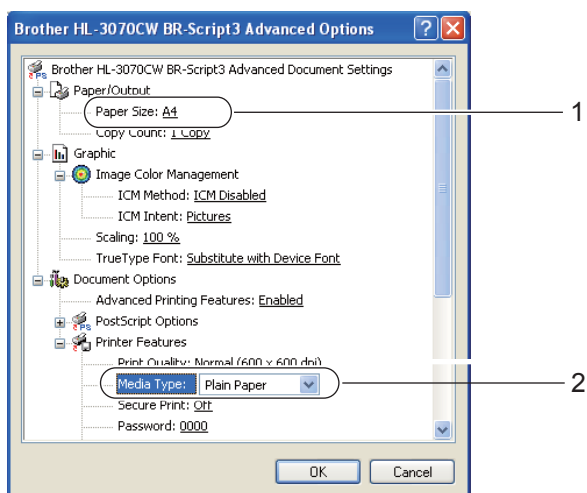 Brother HL-3070CW BR-Script3 Advanced Options
Brother HL-3070CW BR-Script3 Advanced Document Settings
Paper/Output
Paper Size: A4
1
Copy Count: 1 Copy
Graphic
Image Color Management
ICM Method: ICM Disabled
ICM Intent: Pictures
Scaling: 100 %
TrueType Font: Substitute with Device Font
Document Options
Advanced Printing Features: Enabled
PostScript Options
Printer Features
Print Quality: Normal (600 x 600 dpi)
Media Type: Plain Paper
2
Secure Print: Off
Password: 0000
OK Cancel